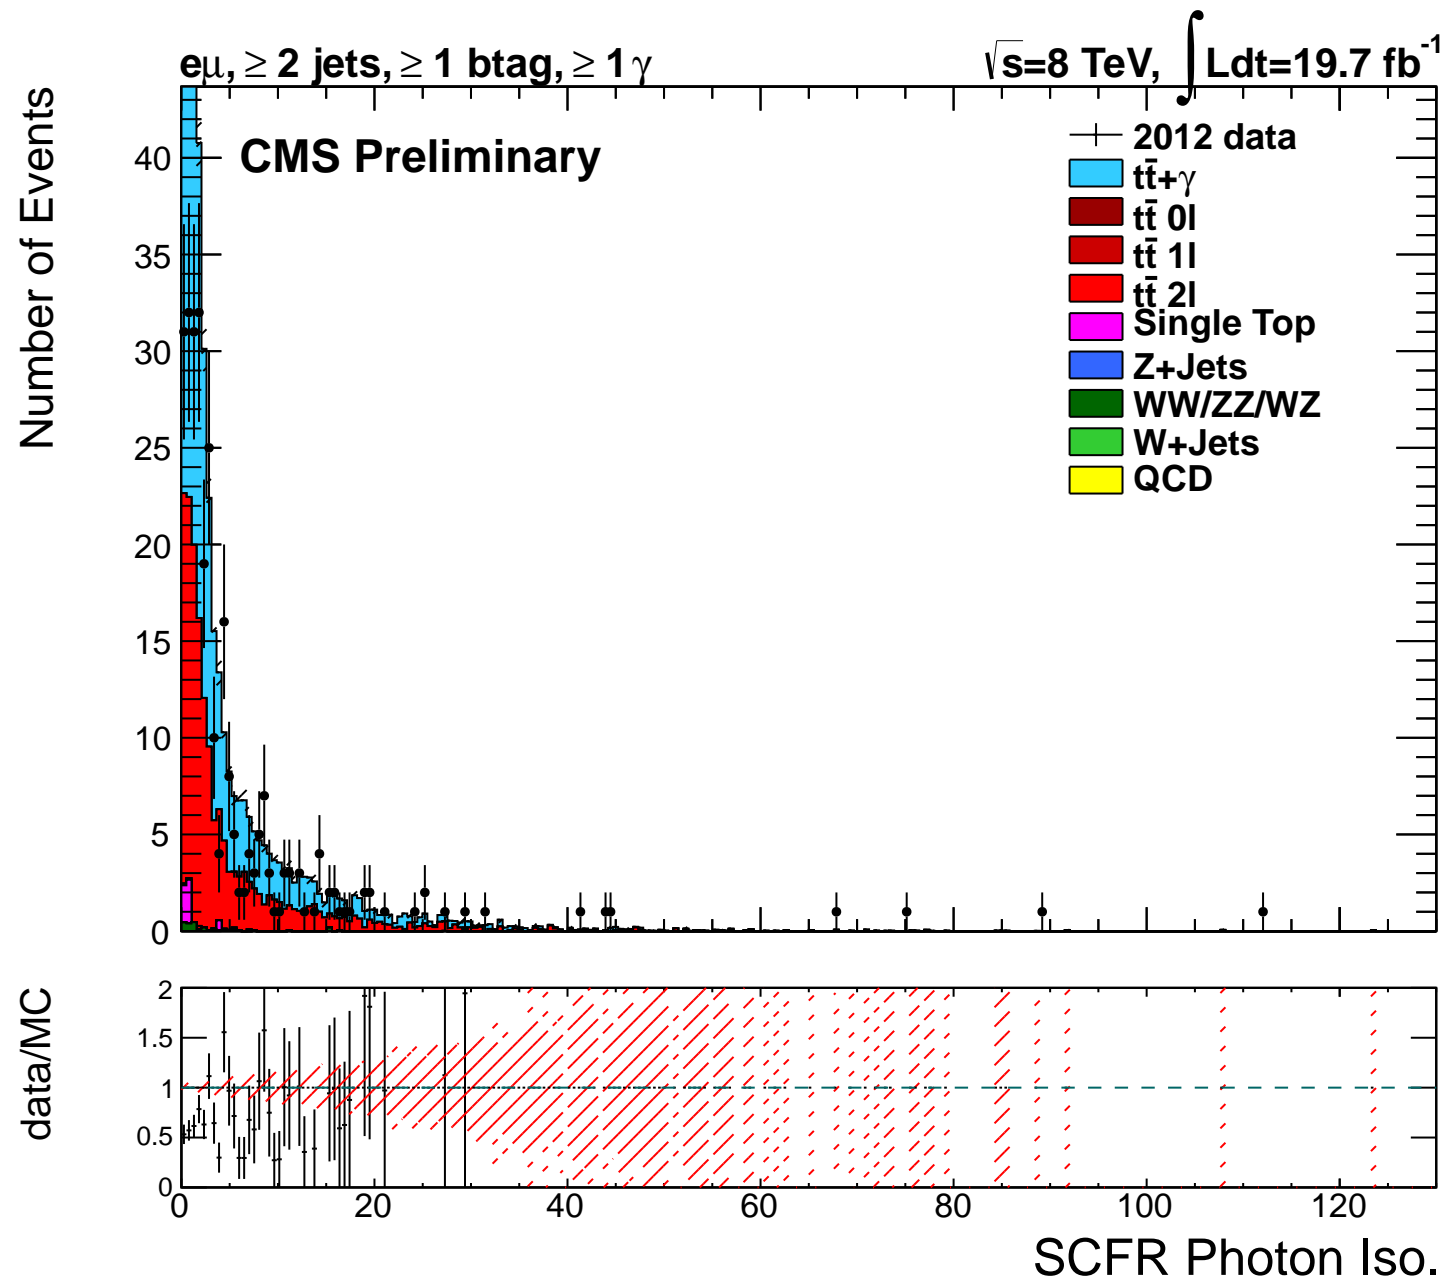 eμ, ≥ 2 jets, ≥ 1 btag, ≥ 1 γ
√s=8 TeV, ∫ Ldt=19.7 fb⁻¹
CMS Preliminary
Number of Events
40
35
30
25
20
15
10
5
0
2012 data
tt̄+γ
tt̄ 0l
tt̄ 1l
tt̄ 2l
Single Top
Z+Jets
WW/ZZ/WZ
W+Jets
QCD
data/MC
2
1.5
1
0.5
0
0 20 40 60 80 100 120
SCFR Photon Iso.